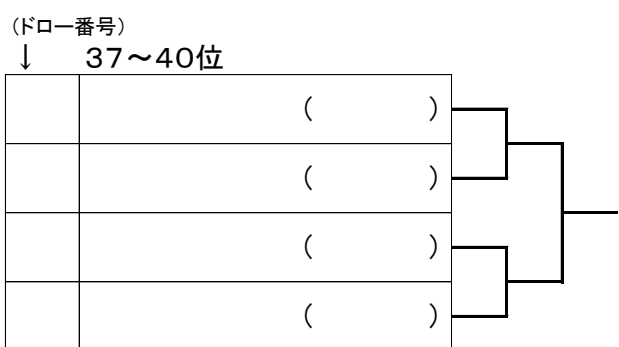 （ドロー番号）
↓ 37～40位
（ ）
（ ）
（ ）
（ ）